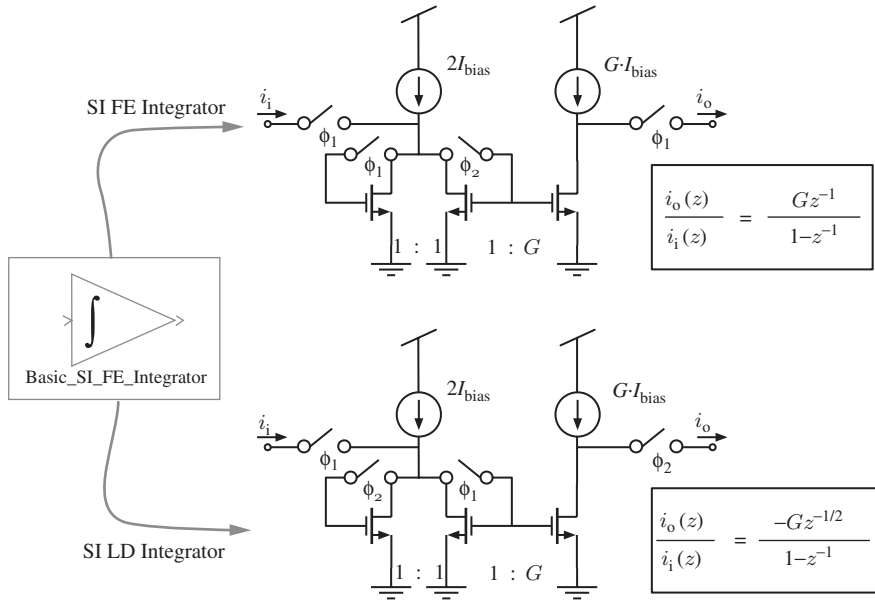 2I_bias
G·I_bias
i_i
i_o
SI FE Integrator
ϕ_1
ϕ_1
ϕ_1
ϕ_2
i_o(z) / i_i(z) = Gz^{-1} / 1–z^{-1}
1 : 1
1 : G
∫
Basic_SI_FE_Integrator
2I_bias
G·I_bias
i_i
i_o
ϕ_1
ϕ_2
ϕ_2
ϕ_1
SI LD Integrator
i_o(z) / i_i(z) = –Gz^{-1/2} / 1–z^{-1}
1 : 1
1 : G